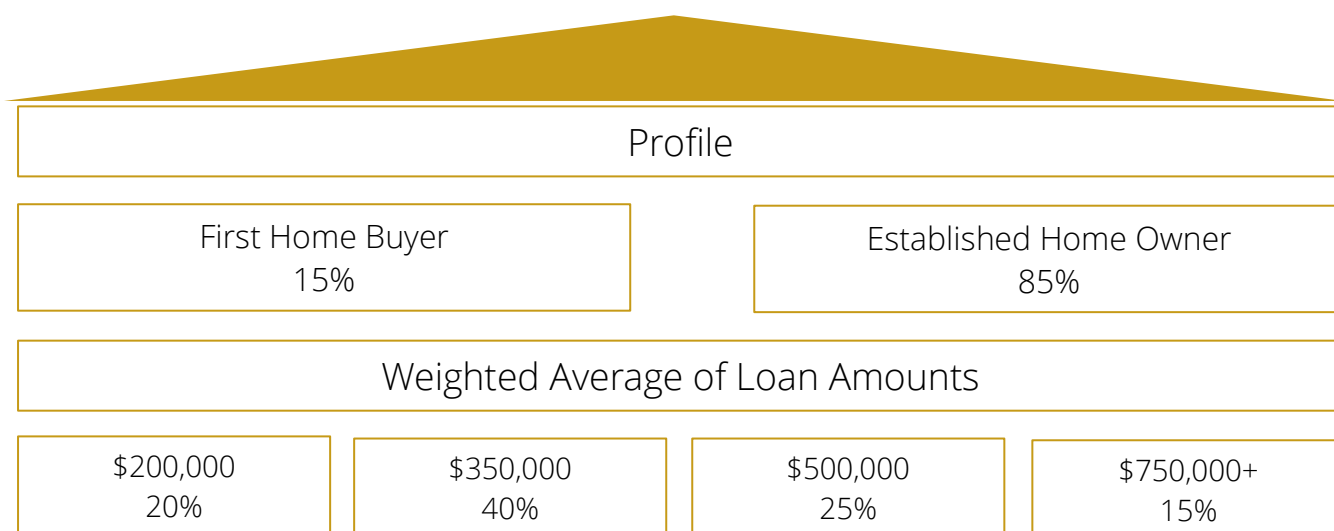 Profile
First Home Buyer
15%
Established Home Owner
85%
Weighted Average of Loan Amounts
$200,000
20%
$350,000
40%
$500,000
25%
$750,000+
15%